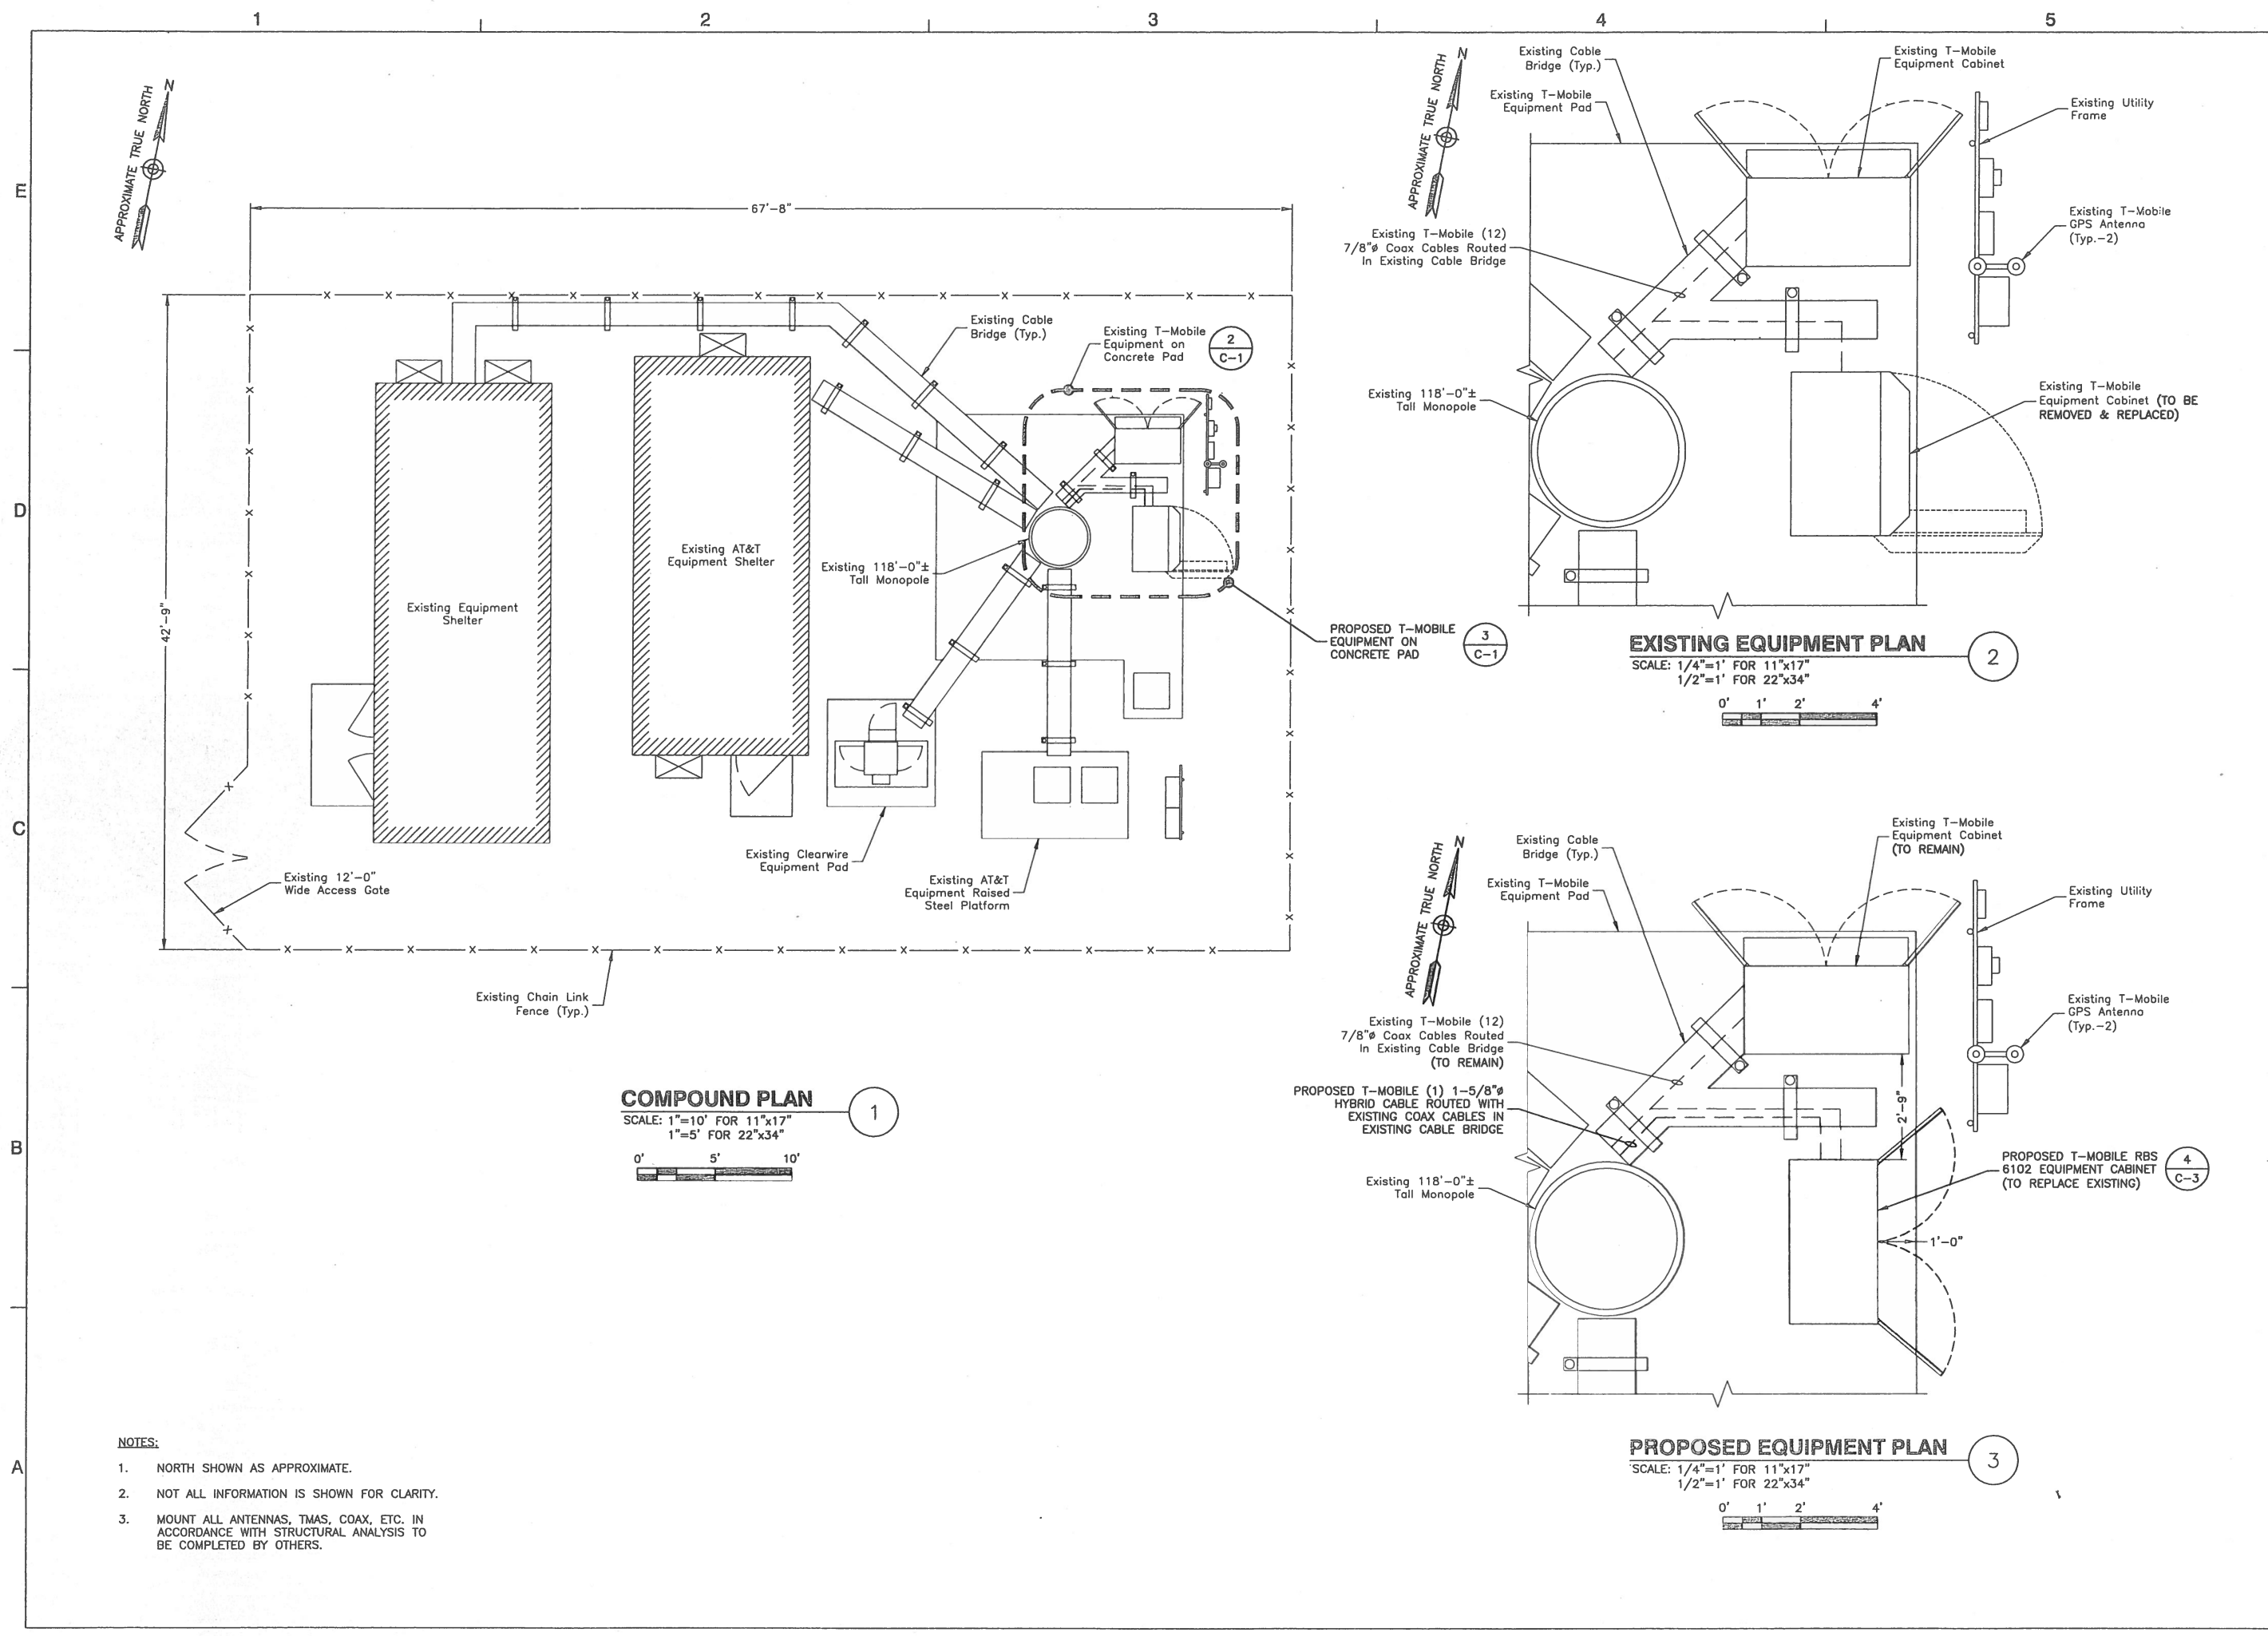 1 2 3 4 5
E
D
C
B
A
APPROXIMATE TRUE NORTH
N
67'-8"
42'-9"
Existing Cable
Bridge (Typ.)
Existing T-Mobile
Equipment on
Concrete Pad
2
C-1
Existing AT&T
Equipment Shelter
Existing 118'-0"±
Tall Monopole
Existing Equipment
Shelter
PROPOSED T-MOBILE
EQUIPMENT ON
CONCRETE PAD
3
C-1
Existing Clearwire
Equipment Pad
Existing AT&T
Equipment Raised
Steel Platform
Existing 12'-0"
Wide Access Gate
Existing Chain Link
Fence (Typ.)
COMPOUND PLAN
1
SCALE: 1"=10' FOR 11"x17"
1"=5' FOR 22"x34"
0' 5' 10'
NOTES:
1. NORTH SHOWN AS APPROXIMATE.
2. NOT ALL INFORMATION IS SHOWN FOR CLARITY.
3. MOUNT ALL ANTENNAS, TMAS, COAX, ETC. IN
ACCORDANCE WITH STRUCTURAL ANALYSIS TO
BE COMPLETED BY OTHERS.
APPROXIMATE TRUE NORTH
N
Existing Cable
Bridge (Typ.)
Existing T-Mobile
Equipment Pad
Existing T-Mobile
Equipment Cabinet
Existing Utility
Frame
Existing T-Mobile
GPS Antenna
(Typ.-2)
Existing T-Mobile (12)
7/8"ø Coax Cables Routed
In Existing Cable Bridge
Existing 118'-0"±
Tall Monopole
Existing T-Mobile
Equipment Cabinet (TO BE
REMOVED & REPLACED)
EXISTING EQUIPMENT PLAN
2
SCALE: 1/4"=1' FOR 11"x17"
1/2"=1' FOR 22"x34"
0' 1' 2' 4'
APPROXIMATE TRUE NORTH
N
Existing Cable
Bridge (Typ.)
Existing T-Mobile
Equipment Pad
Existing T-Mobile
Equipment Cabinet
(TO REMAIN)
Existing Utility
Frame
Existing T-Mobile
GPS Antenna
(Typ.-2)
Existing T-Mobile (12)
7/8"ø Coax Cables Routed
In Existing Cable Bridge
(TO REMAIN)
PROPOSED T-MOBILE (1) 1-5/8"ø
HYBRID CABLE ROUTED WITH
EXISTING COAX CABLES IN
EXISTING CABLE BRIDGE
2'-9"
Existing 118'-0"±
Tall Monopole
PROPOSED T-MOBILE RBS
6102 EQUIPMENT CABINET
(TO REPLACE EXISTING)
4
C-3
1'-0"
PROPOSED EQUIPMENT PLAN
3
SCALE: 1/4"=1' FOR 11"x17"
1/2"=1' FOR 22"x34"
0' 1' 2' 4'